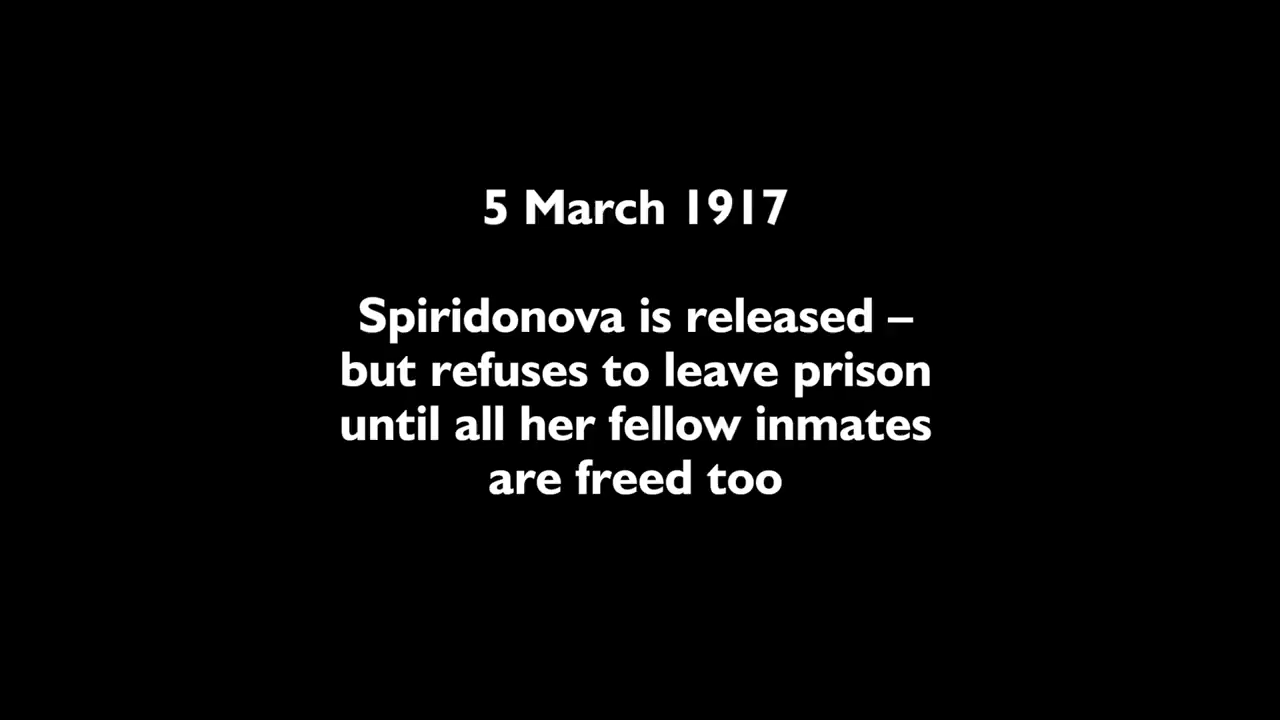 5 March 1917
Spiridonova is released –
but refuses to leave prison
until all her fellow inmates
are freed too